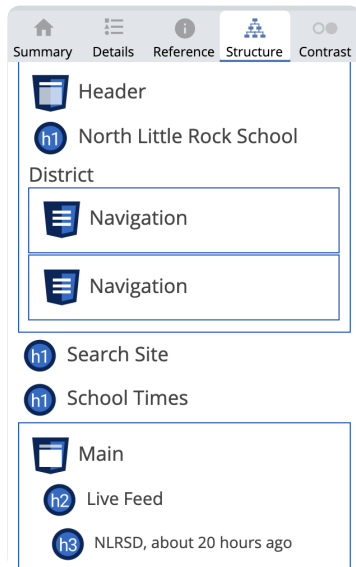 Summary Details Reference Structure Contrast
Header
h1 North Little Rock School
District
Navigation
Navigation
h1 Search Site
h1 School Times
Main
h2 Live Feed
h3 NLRSD, about 20 hours ago